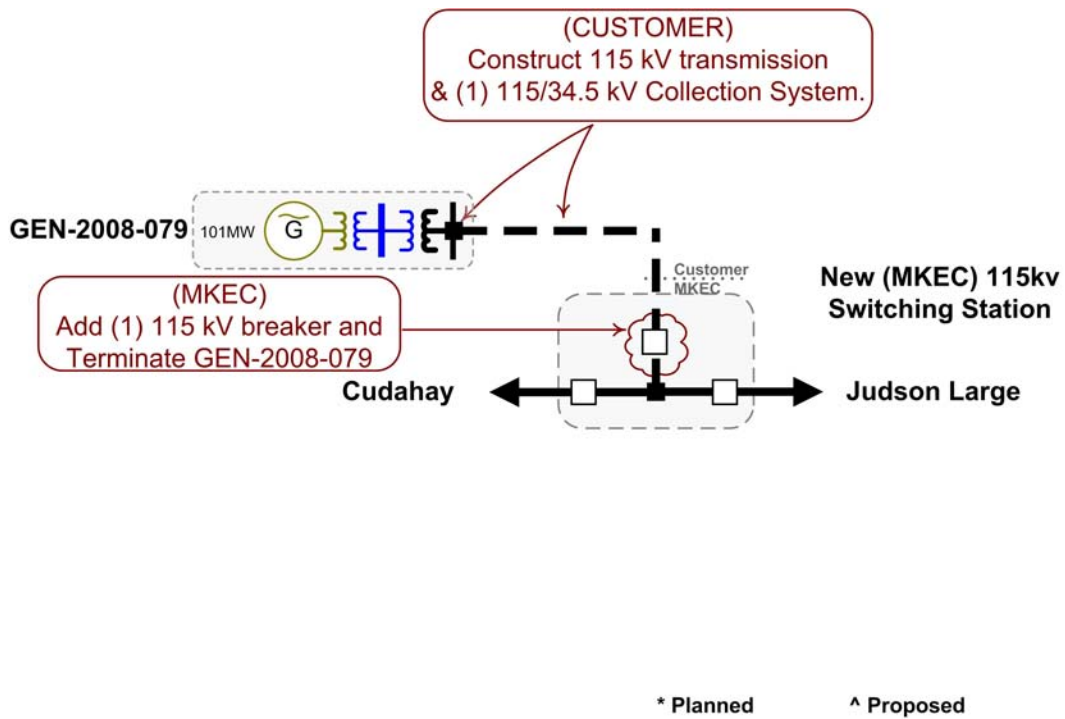 (CUSTOMER)
Construct 115 kV transmission
& (1) 115/34.5 kV Collection System.
GEN-2008-079
101MW
G
Customer
MKEC
New (MKEC) 115kv
Switching Station
(MKEC)
Add (1) 115 kV breaker and
Terminate GEN-2008-079
Cudahay
Judson Large
* Planned
^ Proposed